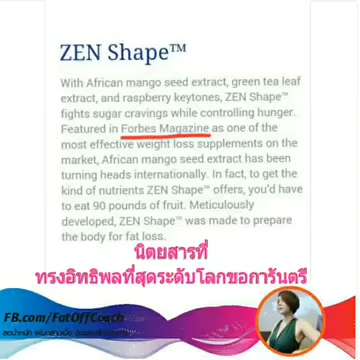 ZEN Shape™
With African mango seed extract, green tea leaf
extract, and raspberry keytones, ZEN Shape™
fights sugar cravings while controlling hunger.
Featured in Forbes Magazine as one of the
most effective weight loss supplements on the
market, African mango seed extract has been
turning heads internationally. In fact, to get the
kind of nutrients ZEN Shape™ offers, you'd have
to eat 90 pounds of fruit. Meticulously
developed, ZEN Shape™ was made to prepare
the body for fat loss.
นิตยสารที่
ทรงอิทธิพลที่สุดระดับโลกขอการันตรี
FB.com/FatOffCoach